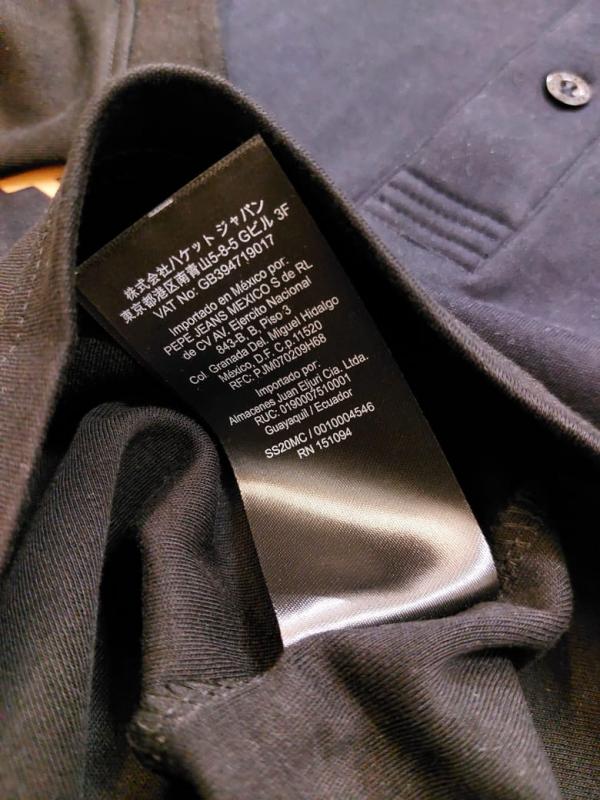 株式会社ハケット ジャパン
東京都港区南青山5-8-5 Gビル 3F
VAT No: GB394719017
Importado en México por:
PEPE JEANS MEXICO S de RL
de CV AV. Ejercito Nacional
843-B, B. Piso 3
Col. Granada Del. Miguel Hidalgo
México, D.F. C.p.11520
RFC: PJM070209H68
Importado por:
Almacenes Juan Eljuri Cia. Ltda.
RUC: 0190007510001
Guayaquil / Ecuador
SS20MC / 0010004546
RN 151094